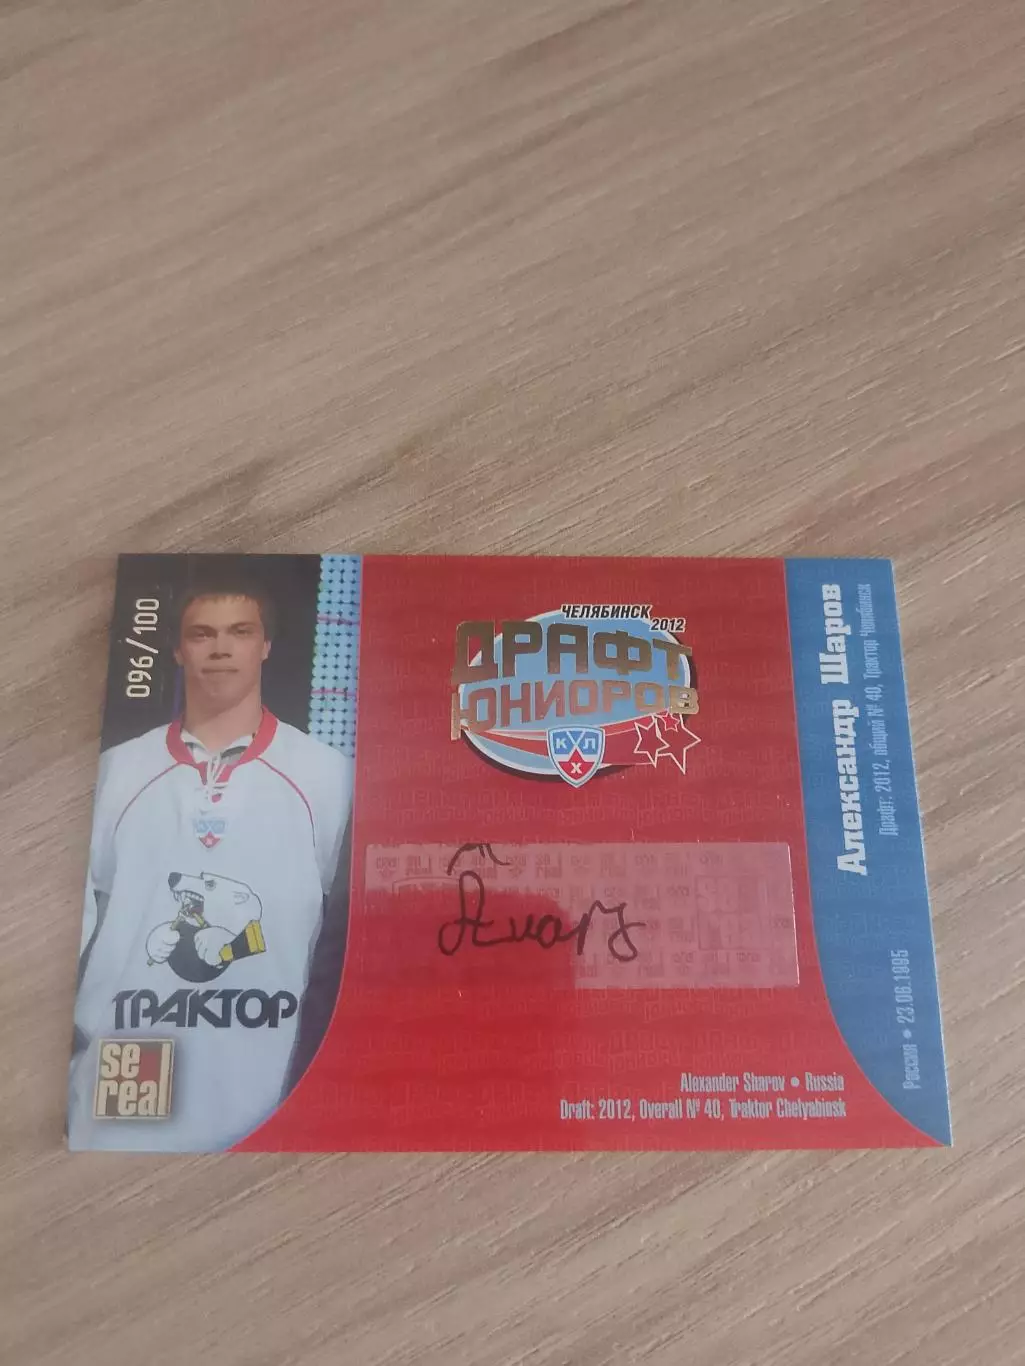 096/100
ЧЕЛЯБИНСК
2012
ДРАФТ
ЮНИОРОВ
КХЛ
ТРАКТОР
se
real
Alexander Sharov • Russia
Draft: 2012, Overall № 40, Traktor Chelyabinsk
Александр Шаров
Драфт: 2012, общий № 40, Трактор Челябинск
Россия • 23.06.1995